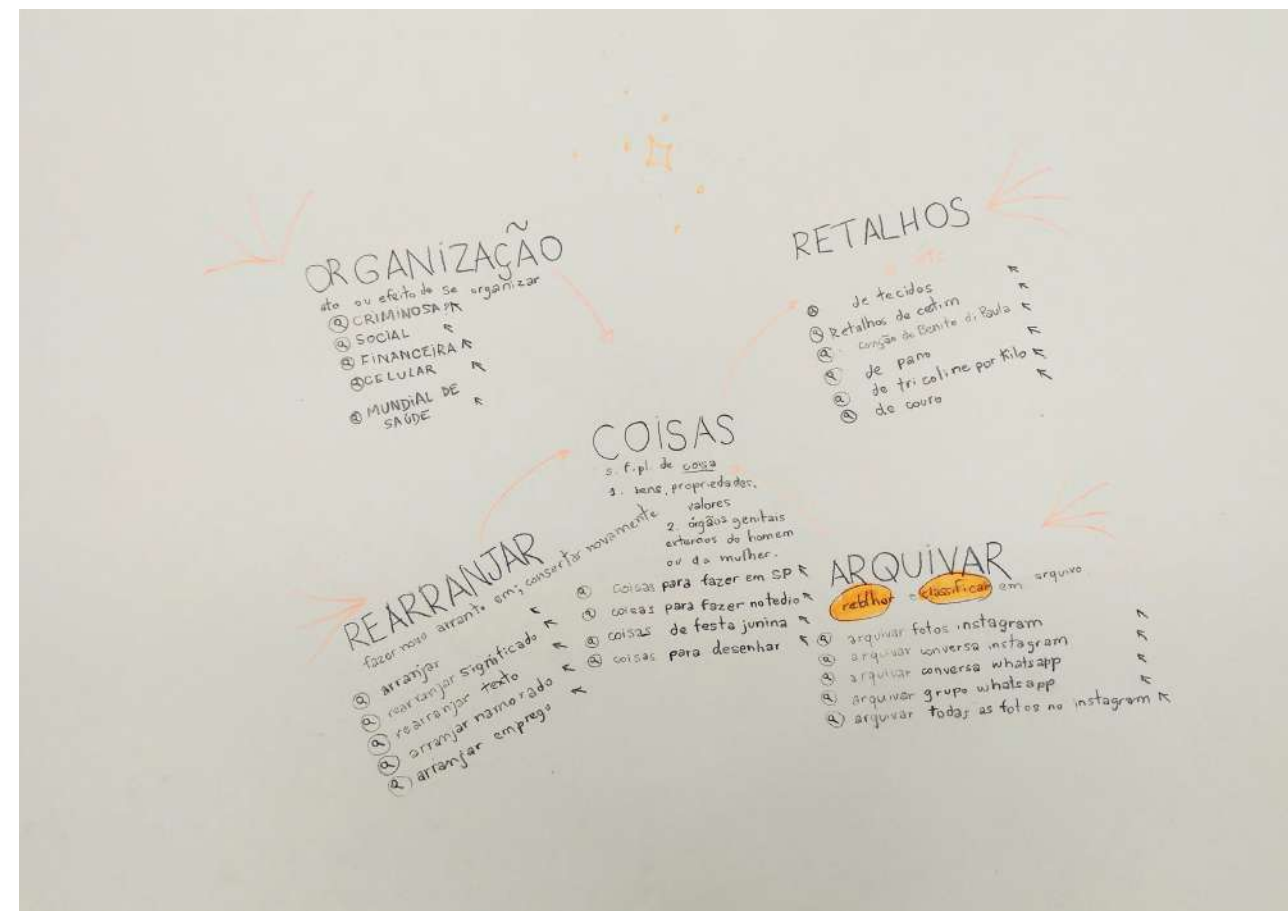 ORGANIZAÇÃO
ato ou efeito de se organizar
CRIMINOSA
SOCIAL
FINANCEIRA
CELULAR
MUNDIAL DE
SAÚDE
RETALHOS
de tecidos
Retalhos de cetim
canção de Benito di Paula
de pano
de tricoline por Kilo
de couro
COISAS
s. f. pl. de coisa
1. bens, propriedades,
valores
2. órgãos genitais
externos do homem
ou da mulher.
coisas para fazer em SP
coisas para fazer no tedio
coisas de festa junina
coisas para desenhar
REARRANJAR
fazer novo arranto em; consertar novamente
arranjar
rearranjar significado
rearranjar texto
arranjar namorado
arranjar emprego
ARQUIVAR
e classificar em arquivo
arquivar fotos instagram
arquivar conversa instagram
arquivar conversa whatsapp
arquivar grupo whatsapp
arquivar todas as fotos no instagram